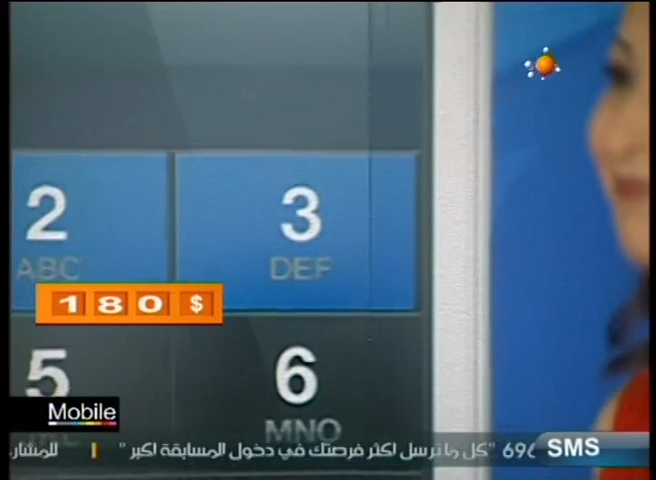 2 3
ABC DEF
180 $
5 6
MNO
Mobile
"كل ما ترسل اكثر فرصتك في دخول المسابقة اكبر" للمشار
SMS